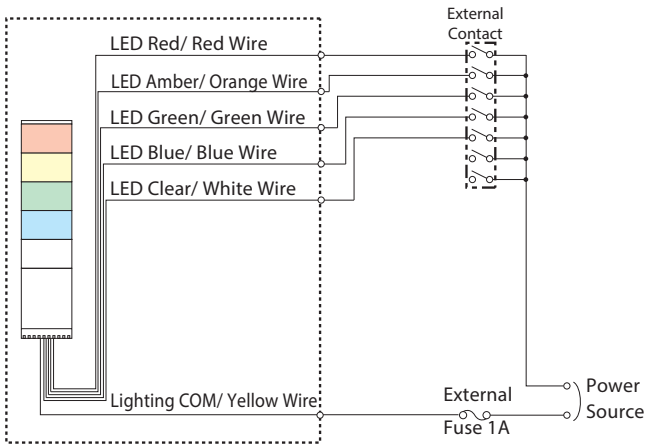 External
Contact
LED Red/ Red Wire
LED Amber/ Orange Wire
LED Green/ Green Wire
LED Blue/ Blue Wire
LED Clear/ White Wire
Lighting COM/ Yellow Wire
External
Fuse 1A
Power
Source